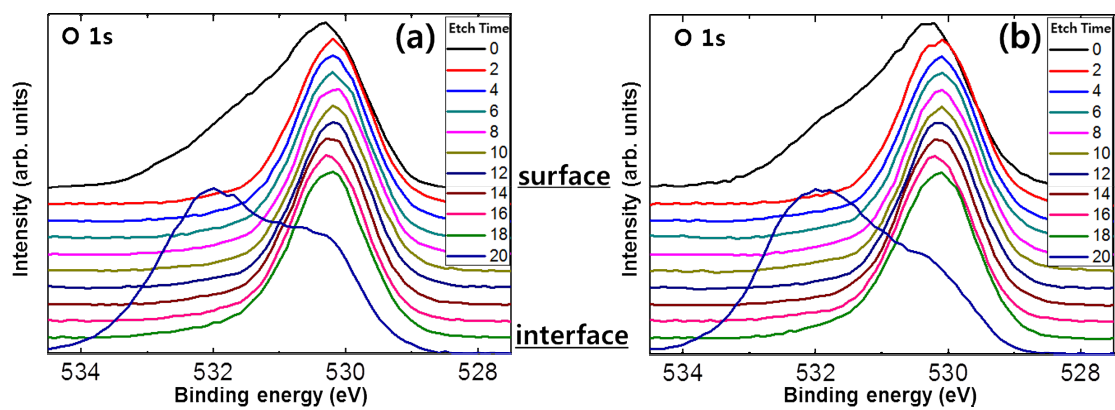 O 1s
(a)
Etch Time
0
2
4
6
8
10
12
14
16
18
20
Intensity (arb. units)
534
532
530
528
Binding energy (eV)
surface
interface
O 1s
(b)
Etch Time
0
2
4
6
8
10
12
14
16
18
20
Intensity (arb. units)
534
532
530
528
Binding energy (eV)